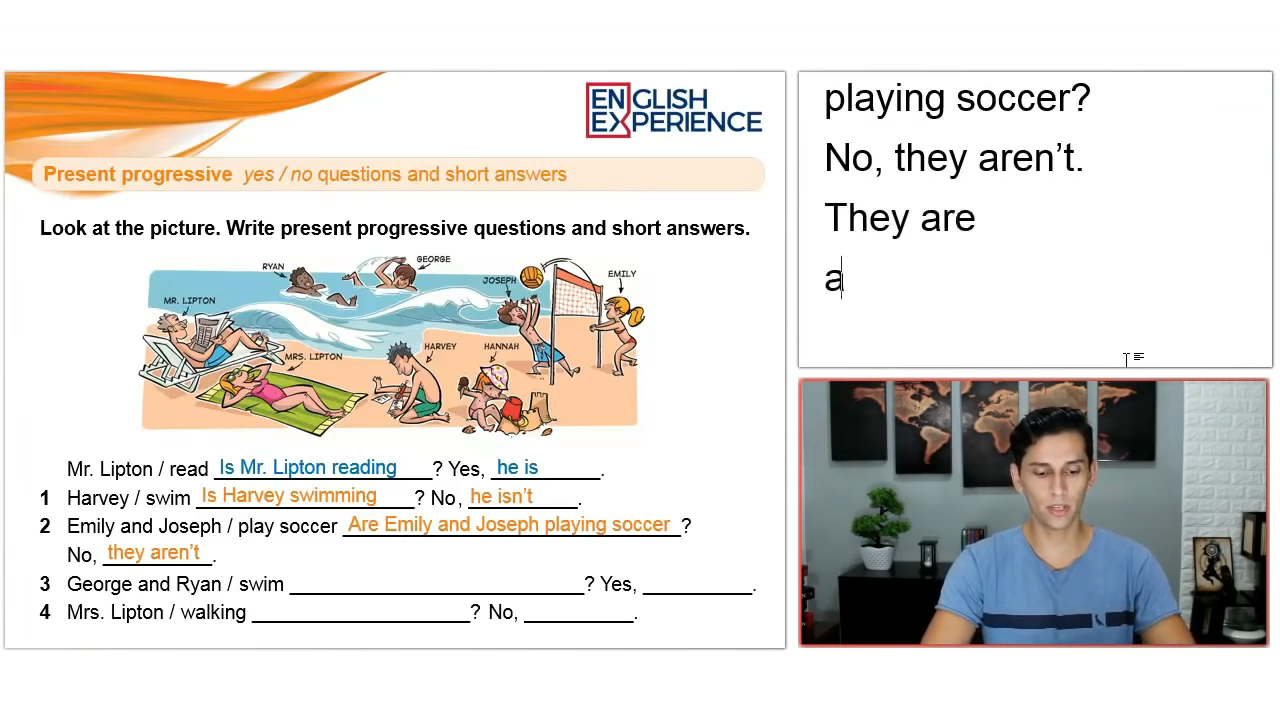 ENGLISH
EXPERIENCE
Present progressive yes / no questions and short answers
Look at the picture. Write present progressive questions and short answers.
RYAN
GEORGE
JOSEPH
EMILY
MR. LIPTON
MRS. LIPTON
HARVEY
HANNAH
Mr. Lipton / read Is Mr. Lipton reading ? Yes, he is .
1 Harvey / swim Is Harvey swimming ? No, he isn’t .
2 Emily and Joseph / play soccer Are Emily and Joseph playing soccer ?
No, they aren’t .
3 George and Ryan / swim ? Yes, .
4 Mrs. Lipton / walking ? No, .
playing soccer?
No, they aren’t.
They are
a